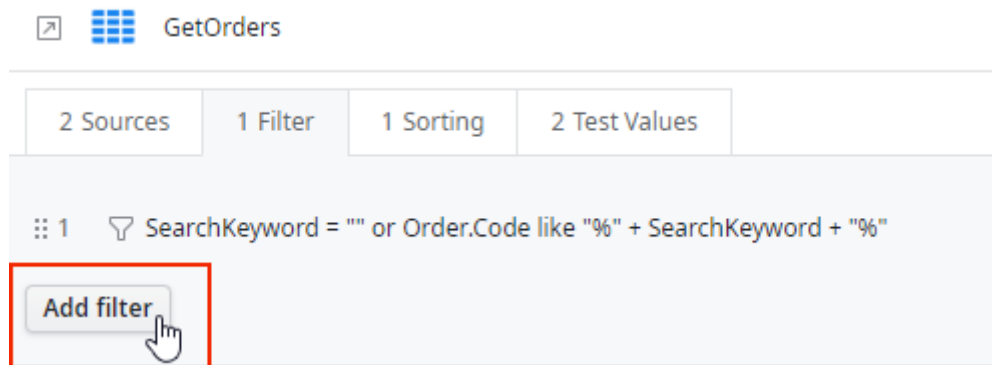 GetOrders
2 Sources 1 Filter 1 Sorting 2 Test Values
1 SearchKeyword = "" or Order.Code like "%" + SearchKeyword + "%"
Add filter